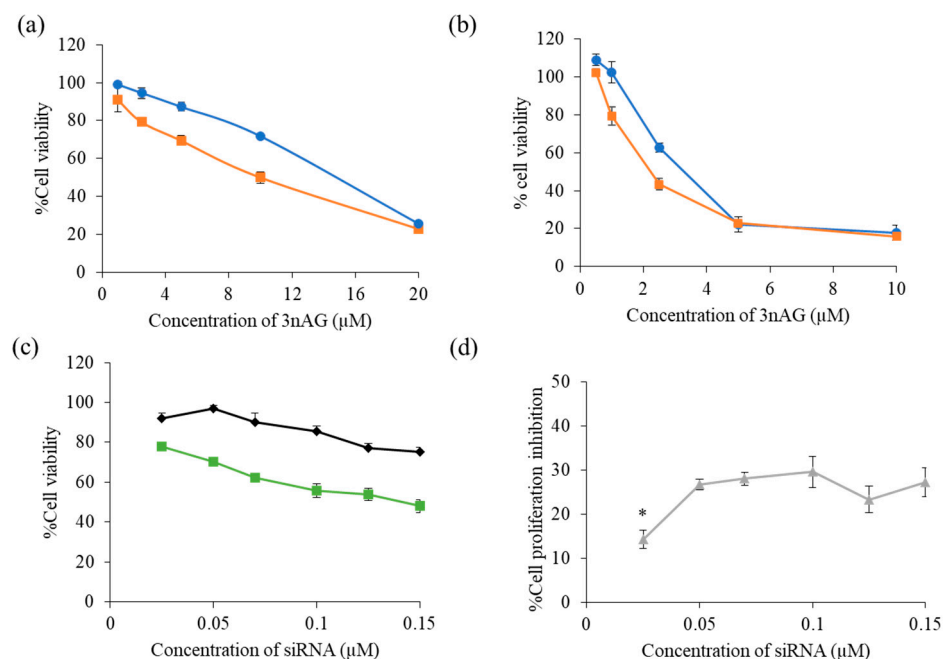 (a)
120
100
80
60
40
20
0
%Cell viability
0 4 8 12 16 20
Concentration of 3nAG (µM)
(b)
120
100
80
60
40
20
0
% cell viability
0 2 4 6 8 10
Concentration of 3nAG (µM)
(c)
120
100
80
60
40
20
0
%Cell viability
0 0.05 0.1 0.15
Concentration of siRNA (µM)
(d)
50
40
30
20
10
0
%Cell proliferation inhibition
*
0 0.05 0.1 0.15
Concentration of siRNA (µM)